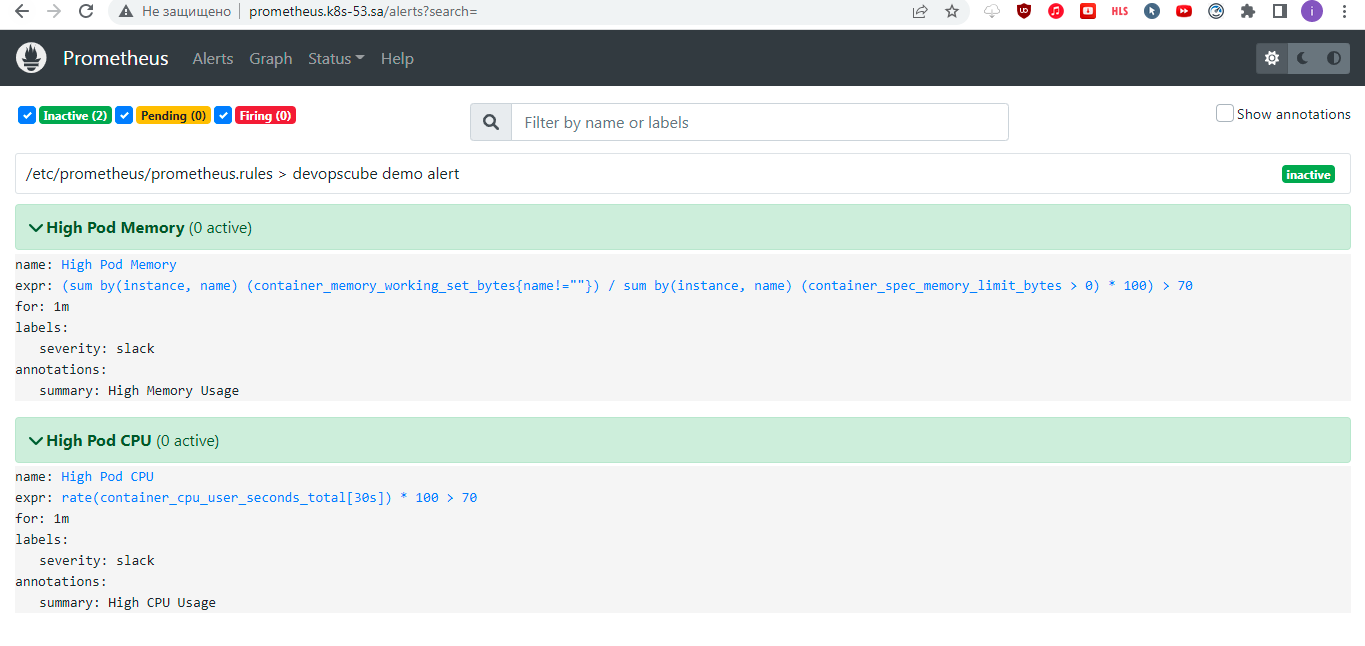 Не защищено prometheus.k8s-53.sa/alerts?search=
HLS
i
Prometheus Alerts Graph Status Help
Inactive (2) Pending (0) Firing (0)
Filter by name or labels
Show annotations
/etc/prometheus/prometheus.rules > devopscube demo alert
inactive
High Pod Memory (0 active)
name: High Pod Memory
expr: (sum by(instance, name) (container_memory_working_set_bytes{name!=""}) / sum by(instance, name) (container_spec_memory_limit_bytes > 0) * 100) > 70
for: 1m
labels:
severity: slack
annotations:
summary: High Memory Usage
High Pod CPU (0 active)
name: High Pod CPU
expr: rate(container_cpu_user_seconds_total[30s]) * 100 > 70
for: 1m
labels:
severity: slack
annotations:
summary: High CPU Usage